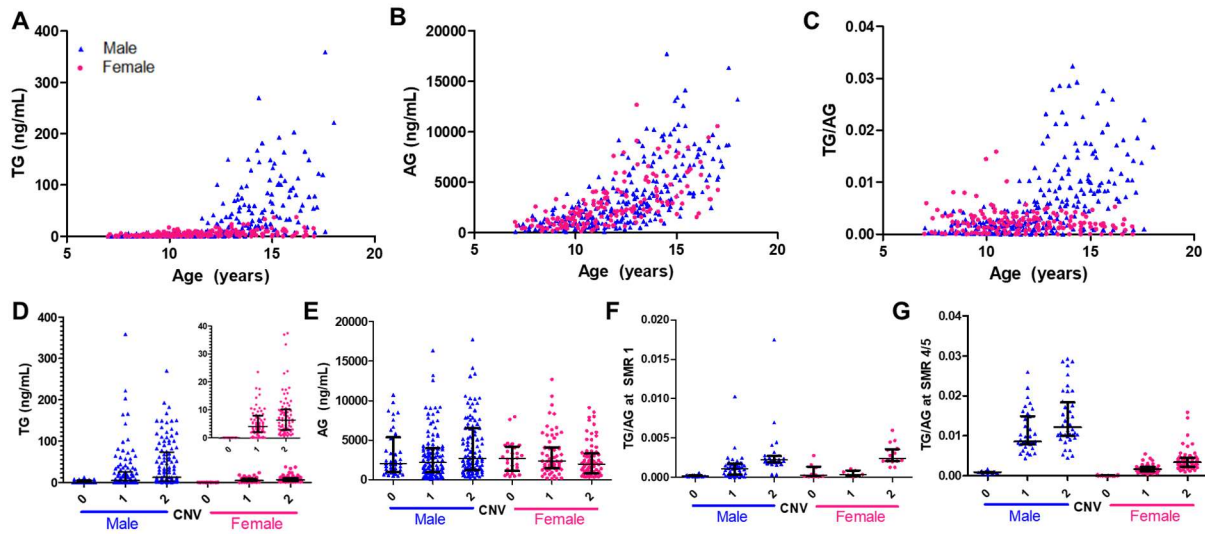 A
TG (ng/mL)
400
300
200
100
0
5
10
15
20
Age (years)
Male
Female
B
AG (ng/mL)
20000
15000
10000
5000
0
5
10
15
20
Age (years)
C
TG/AG
0.04
0.03
0.02
0.01
0.00
5
10
15
20
Age (years)
D
TG (ng/mL)
400
300
200
100
0
40
30
20
10
0
0
1
2
0
1
2
0
1
2
CNV
Male
Female
E
AG (ng/mL)
20000
15000
10000
5000
0
0
1
2
0
1
2
CNV
Male
Female
F
TG/AG at SMR 1
0.020
0.015
0.010
0.005
0.000
0
1
2
0
1
2
CNV
Male
Female
G
TG/AG at SMR 4/5
0.04
0.03
0.02
0.01
0.00
0
1
2
0
1
2
CNV
Male
Female